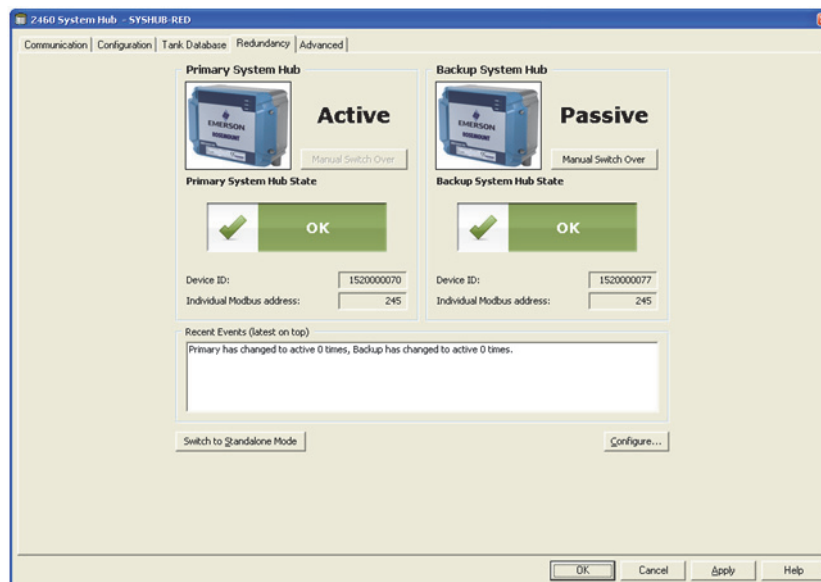 2460 System Hub - SYSHUB-RED
Communication Configuration Tank Database Redundancy Advanced
Primary System Hub
EMERSON
ROSEMOUNT
Active
Manual Switch Over
Primary System Hub State
OK
Device ID: 1520000070
Individual Modbus address: 245
Backup System Hub
EMERSON
ROSEMOUNT
Passive
Manual Switch Over
Backup System Hub State
OK
Device ID: 1520000077
Individual Modbus address: 245
Recent Events (latest on top)
Primary has changed to active 0 times, Backup has changed to active 0 times.
Switch to Standalone Mode
Configure...
OK Cancel Apply Help